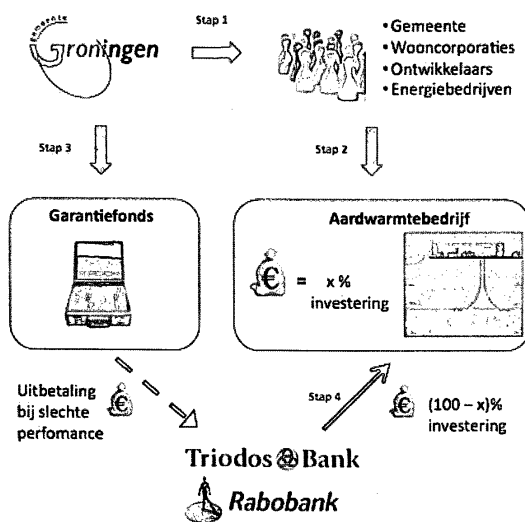 gemeente
Groningen
Stap 1
• Gemeente
• Wooncorporaties
• Ontwikkelaars
• Energiebedrijven
Stap 3
Stap 2
Garantiefonds
Aardwarmtebedrijf
€ = x %
investering
Uitbetaling
bij slechte
perfomance
€
Stap 4
€ (100 – x)%
investering
Triodos Bank
Rabobank